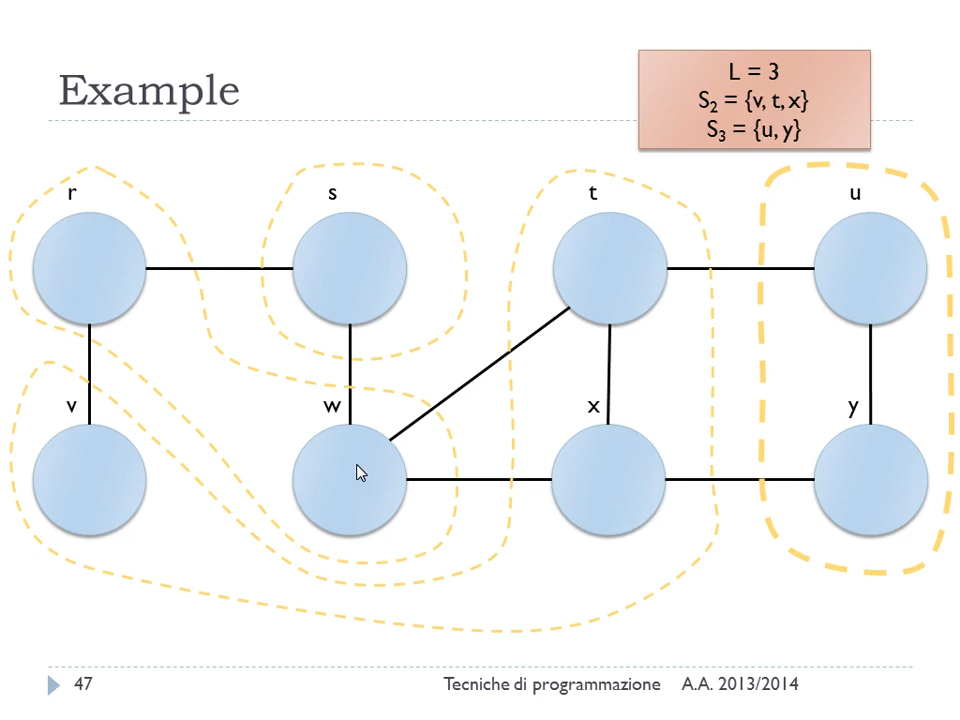 Example
L = 3
S₂ = {v, t, x}
S₃ = {u, y}
r
s
t
u
v
w
x
y
47
Tecniche di programmazione
A.A. 2013/2014